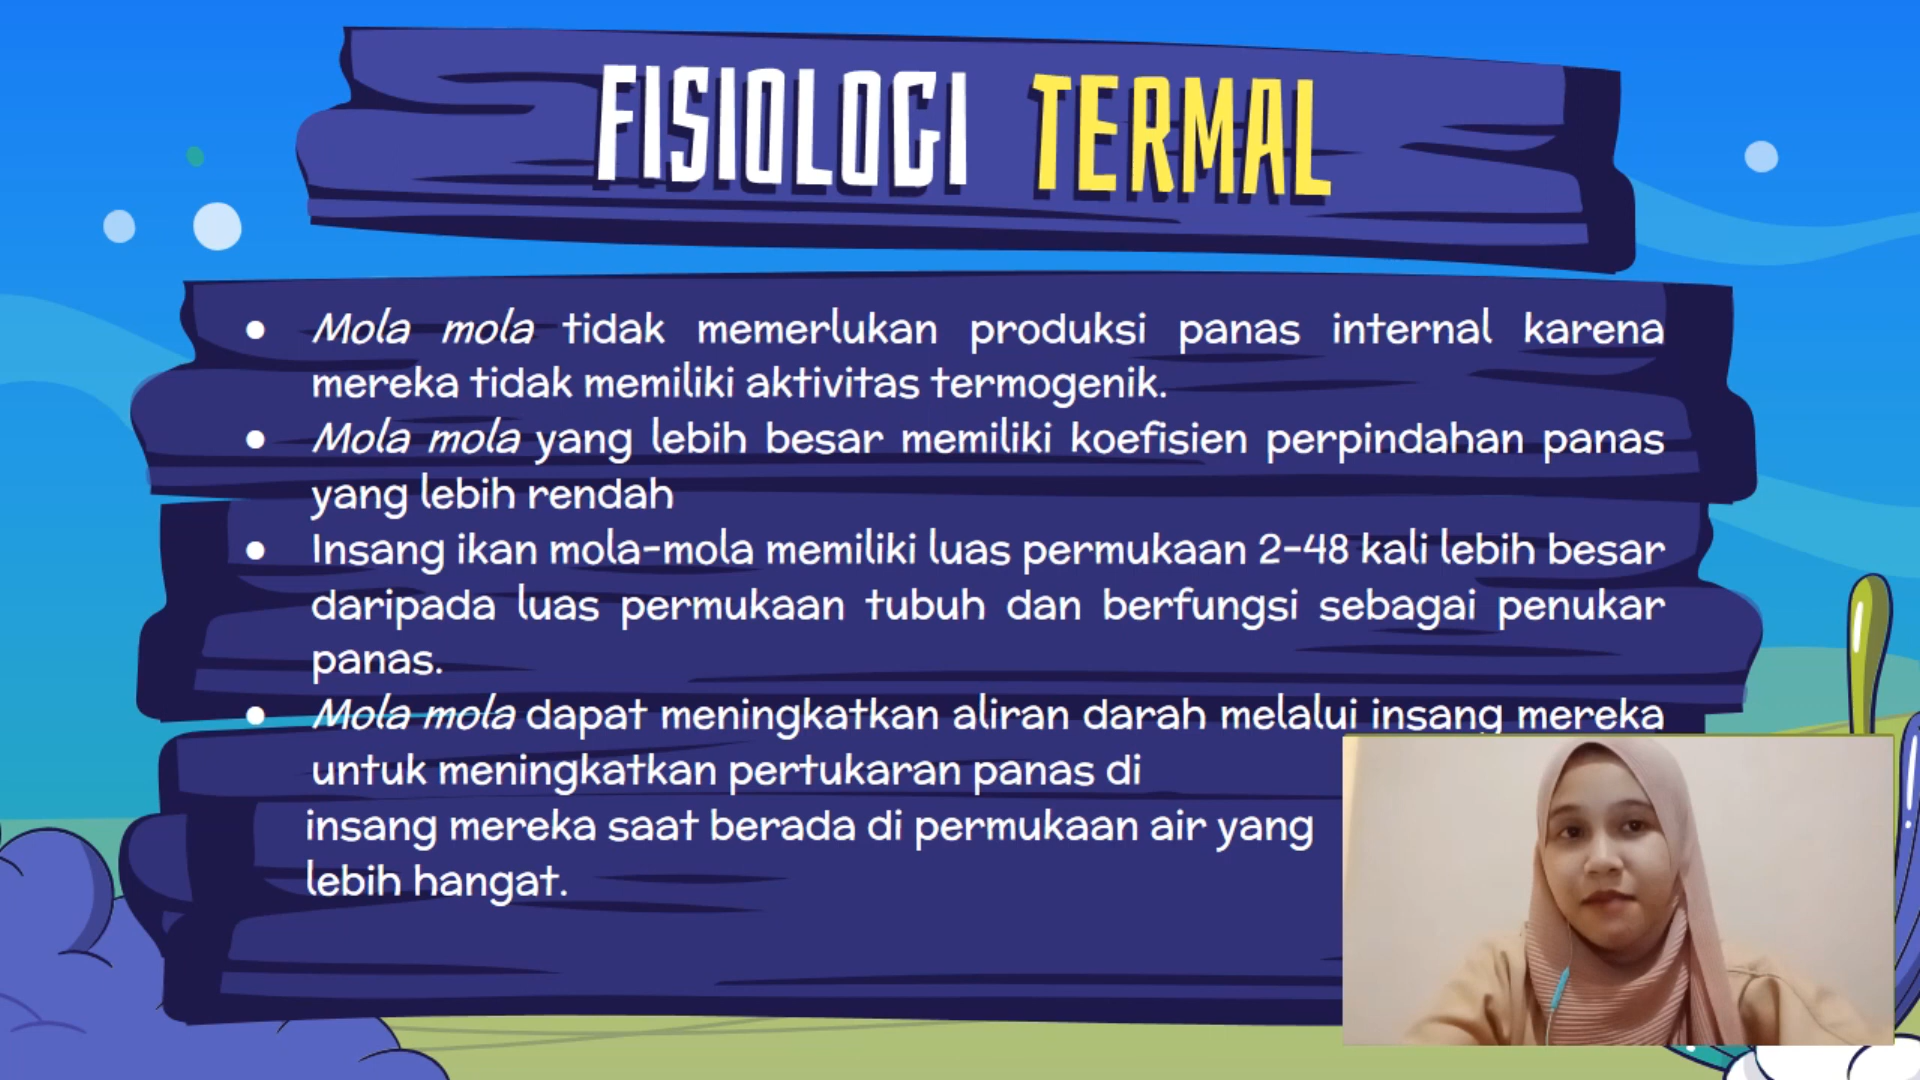 FISIOLOGI TERMAL
● Mola mola tidak memerlukan produksi panas internal karena
mereka tidak memiliki aktivitas termogenik.
● Mola mola yang lebih besar memiliki koefisien perpindahan panas
yang lebih rendah
● Insang ikan mola-mola memiliki luas permukaan 2-48 kali lebih besar
daripada luas permukaan tubuh dan berfungsi sebagai penukar
panas.
● Mola mola dapat meningkatkan aliran darah melalui insang mereka
untuk meningkatkan pertukaran panas di
insang mereka saat berada di permukaan air yang
lebih hangat.